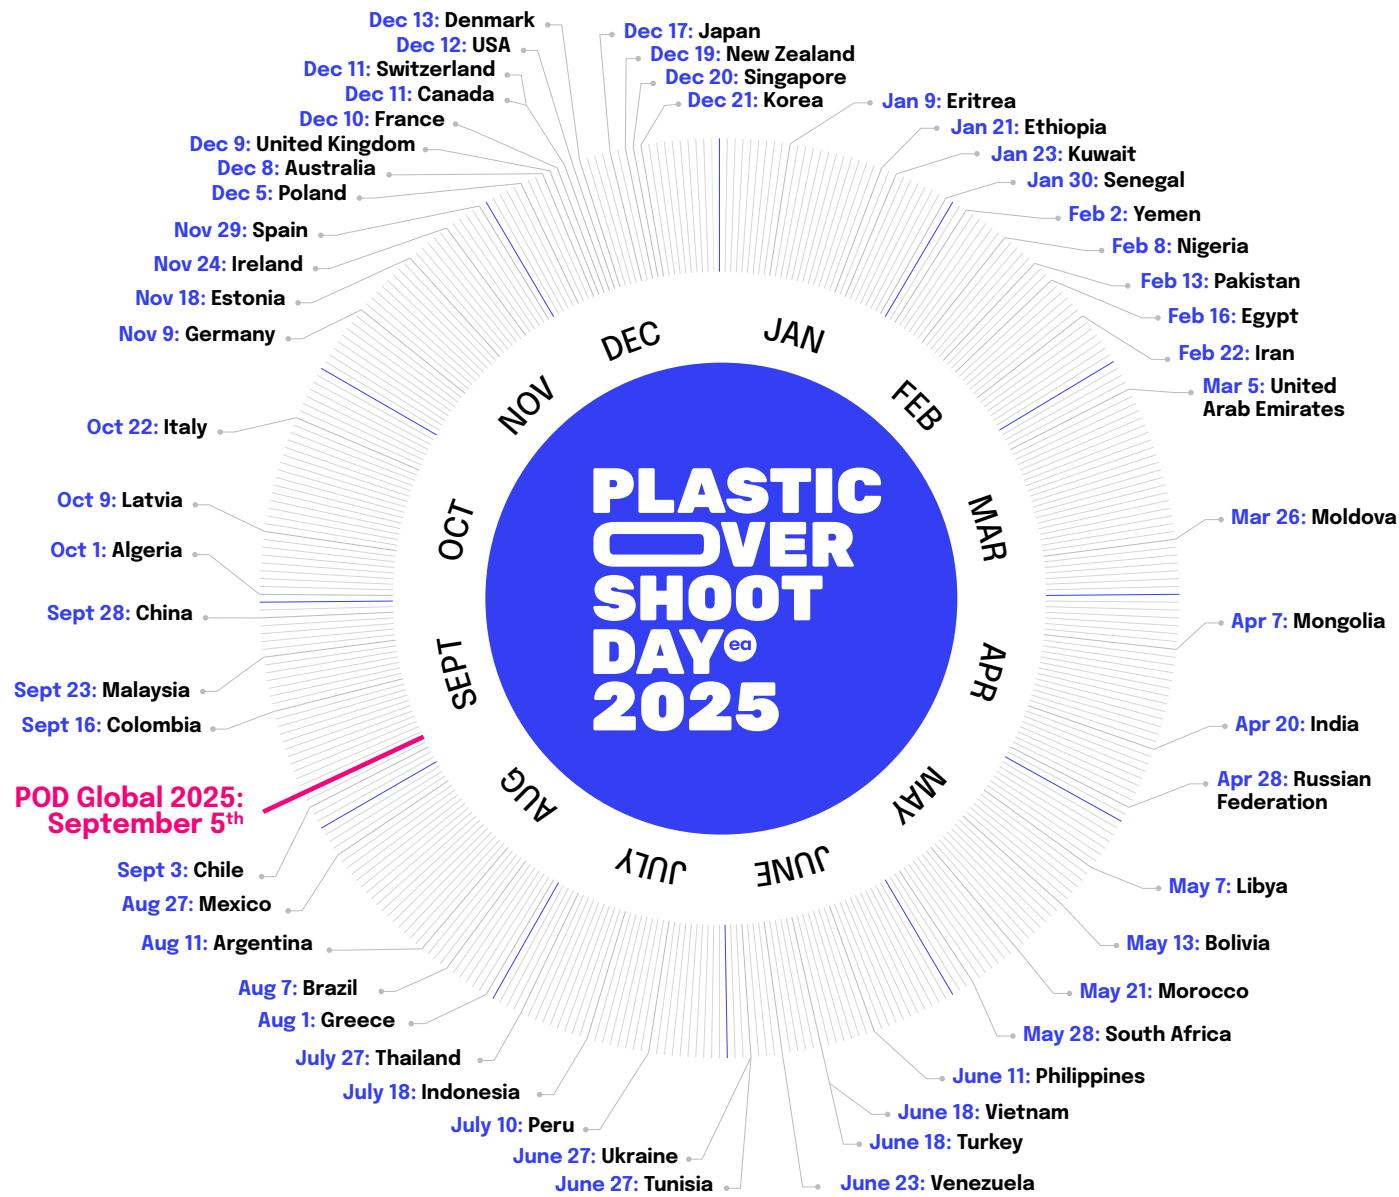 Dec 13: Denmark
Dec 12: USA
Dec 11: Switzerland
Dec 11: Canada
Dec 10: France
Dec 9: United Kingdom
Dec 8: Australia
Dec 5: Poland
Nov 29: Spain
Nov 24: Ireland
Nov 18: Estonia
Nov 9: Germany
Oct 22: Italy
Oct 9: Latvia
Oct 1: Algeria
Sept 28: China
Sept 23: Malaysia
Sept 16: Colombia
POD Global 2025:
September 5th
Sept 3: Chile
Aug 27: Mexico
Aug 11: Argentina
Aug 7: Brazil
Aug 1: Greece
July 27: Thailand
July 18: Indonesia
July 10: Peru
June 27: Ukraine
June 27: Tunisia
Dec 17: Japan
Dec 19: New Zealand
Dec 20: Singapore
Dec 21: Korea
Jan 9: Eritrea
Jan 21: Ethiopia
Jan 23: Kuwait
Jan 30: Senegal
Feb 2: Yemen
Feb 8: Nigeria
Feb 13: Pakistan
Feb 16: Egypt
Feb 22: Iran
Mar 5: United
Arab Emirates
Mar 26: Moldova
Apr 7: Mongolia
Apr 20: India
Apr 28: Russian
Federation
May 7: Libya
May 13: Bolivia
May 21: Morocco
May 28: South Africa
June 11: Philippines
June 18: Vietnam
June 18: Turkey
June 23: Venezuela
JAN
FEB
MAR
APR
MAY
JUNE
JULY
AUG
SEPT
OCT
NOV
DEC
PLASTIC
OVER
SHOOT
DAY ea
2025